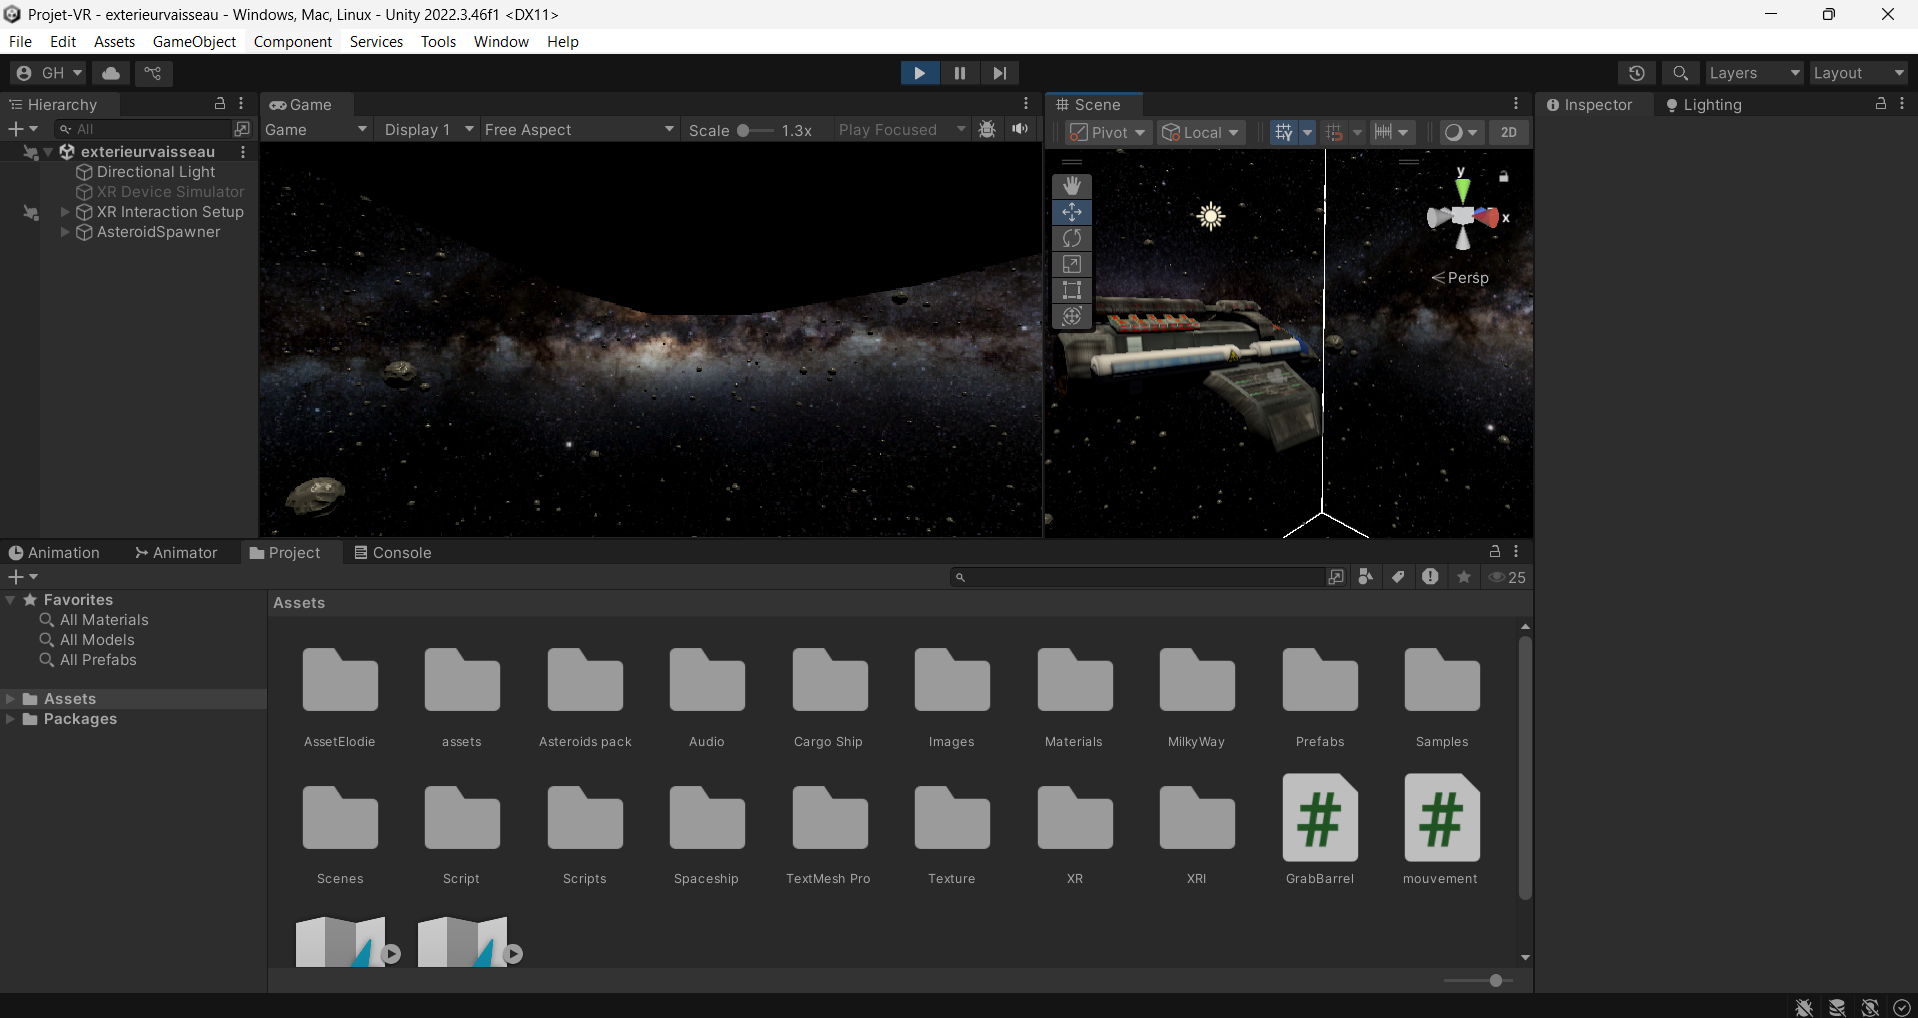 Projet-VR - exterieurvaisseau - Windows, Mac, Linux - Unity 2022.3.46f1 <DX11>
File Edit Assets GameObject Component Services Tools Window Help
GH
Layers Layout
Hierarchy
All
exterieurvaisseau
Directional Light
XR Device Simulator
XR Interaction Setup
AsteroidSpawner
Game
Game Display 1 Free Aspect Scale 1.3x Play Focused
Scene
Pivot Local 2D
y
x
Persp
Inspector Lighting
Animation Animator Project Console
25
Favorites
All Materials
All Models
All Prefabs
Assets
Packages
Assets
AssetElodie assets Asteroids pack Audio Cargo Ship Images Materials MilkyWay Prefabs Samples
# #
Scenes Script Scripts Spaceship TextMesh Pro Texture XR XRI GrabBarrel mouvement